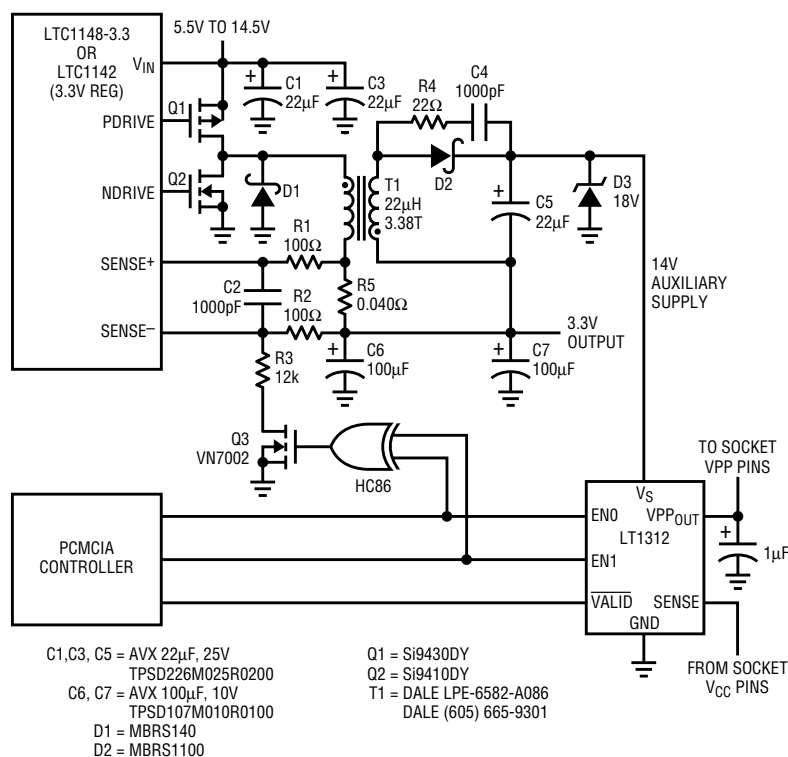 LTC1148-3.3
OR
LTC1142
(3.3V REG)
VIN
PDRIVE
NDRIVE
SENSE+
SENSE–
5.5V TO 14.5V
Q1
Q2
+
C1
22µF
+
C3
22µF
D1
R4
22Ω
C4
1000pF
D2
T1
22µH
3.38T
+
C5
22µF
D3
18V
R1
100Ω
C2
1000pF
R2
100Ω
R5
0.040Ω
14V
AUXILIARY
SUPPLY
3.3V
OUTPUT
R3
12k
+
C6
100µF
+
C7
100µF
Q3
VN7002
HC86
PCMCIA
CONTROLLER
VS
EN0
VPPOUT
LT1312
EN1
VALID
SENSE
GND
TO SOCKET
VPP PINS
+
1µF
FROM SOCKET
VCC PINS
C1,C3, C5 = AVX 22µF, 25V
TPSD226M025R0200
C6, C7 = AVX 100µF, 10V
TPSD107M010R0100
D1 = MBRS140
D2 = MBRS1100
Q1 = Si9430DY
Q2 = Si9410DY
T1 = DALE LPE-6582-A086
DALE (605) 665-9301